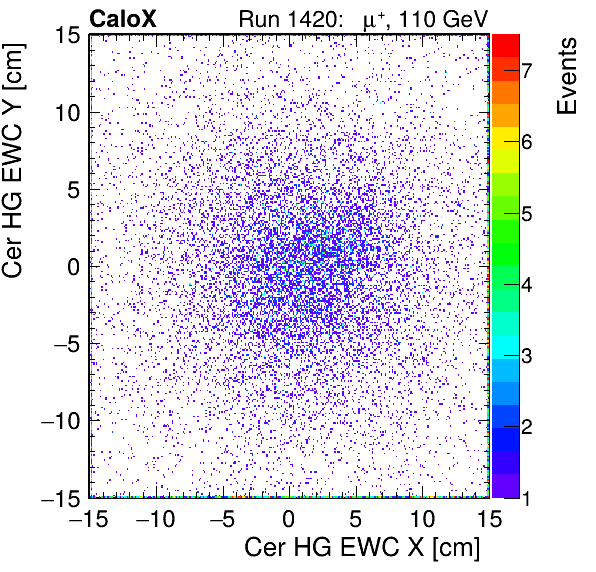 CaloX Run 1420: μ+, 110 GeV
Cer HG EWC Y [cm]
15
10
5
0
−5
−10
−15
−15 −10 −5 0 5 10 15
Cer HG EWC X [cm]
Events
7
6
5
4
3
2
1